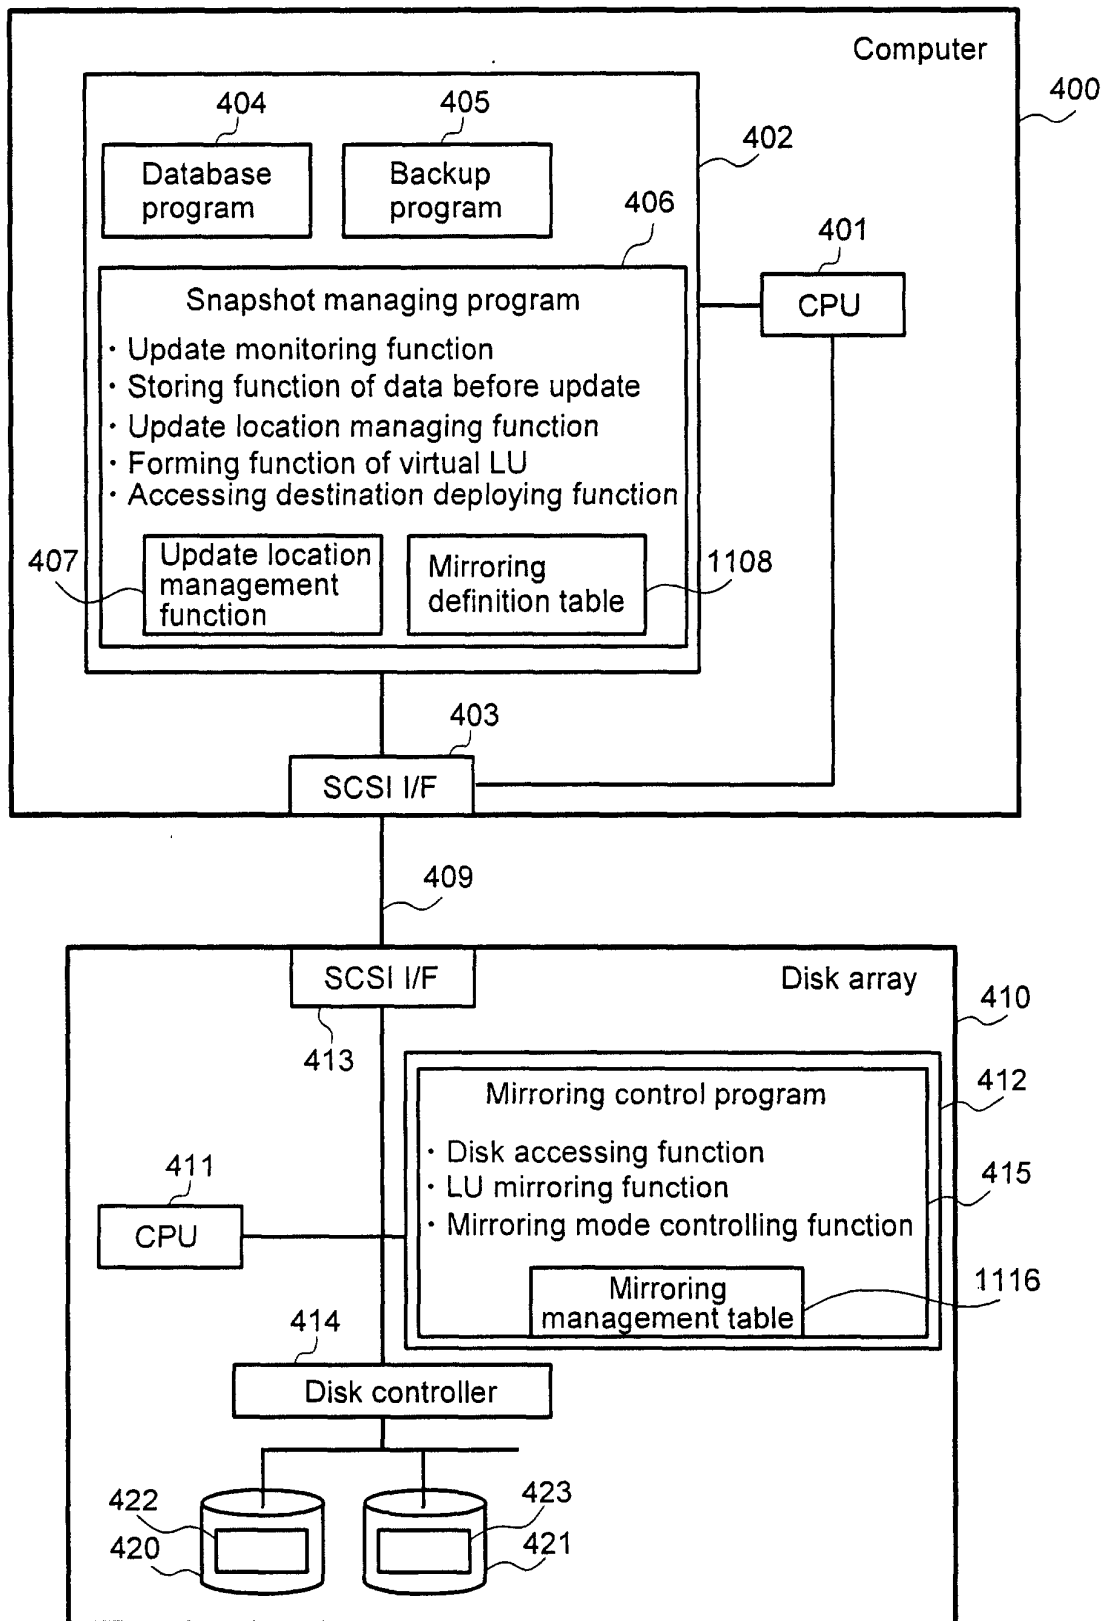 Computer
400
404
405
402
Database
program
Backup
program
406
401
CPU
Snapshot managing program
· Update monitoring function
· Storing function of data before update
· Update location managing function
· Forming function of virtual LU
· Accessing destination deploying function
407
Update location
management
function
Mirroring
definition table
1108
403
SCSI I/F
409
SCSI I/F
Disk array
410
413
412
Mirroring control program
· Disk accessing function
· LU mirroring function
· Mirroring mode controlling function
415
411
CPU
Mirroring
management table
1116
414
Disk controller
422
423
420
421